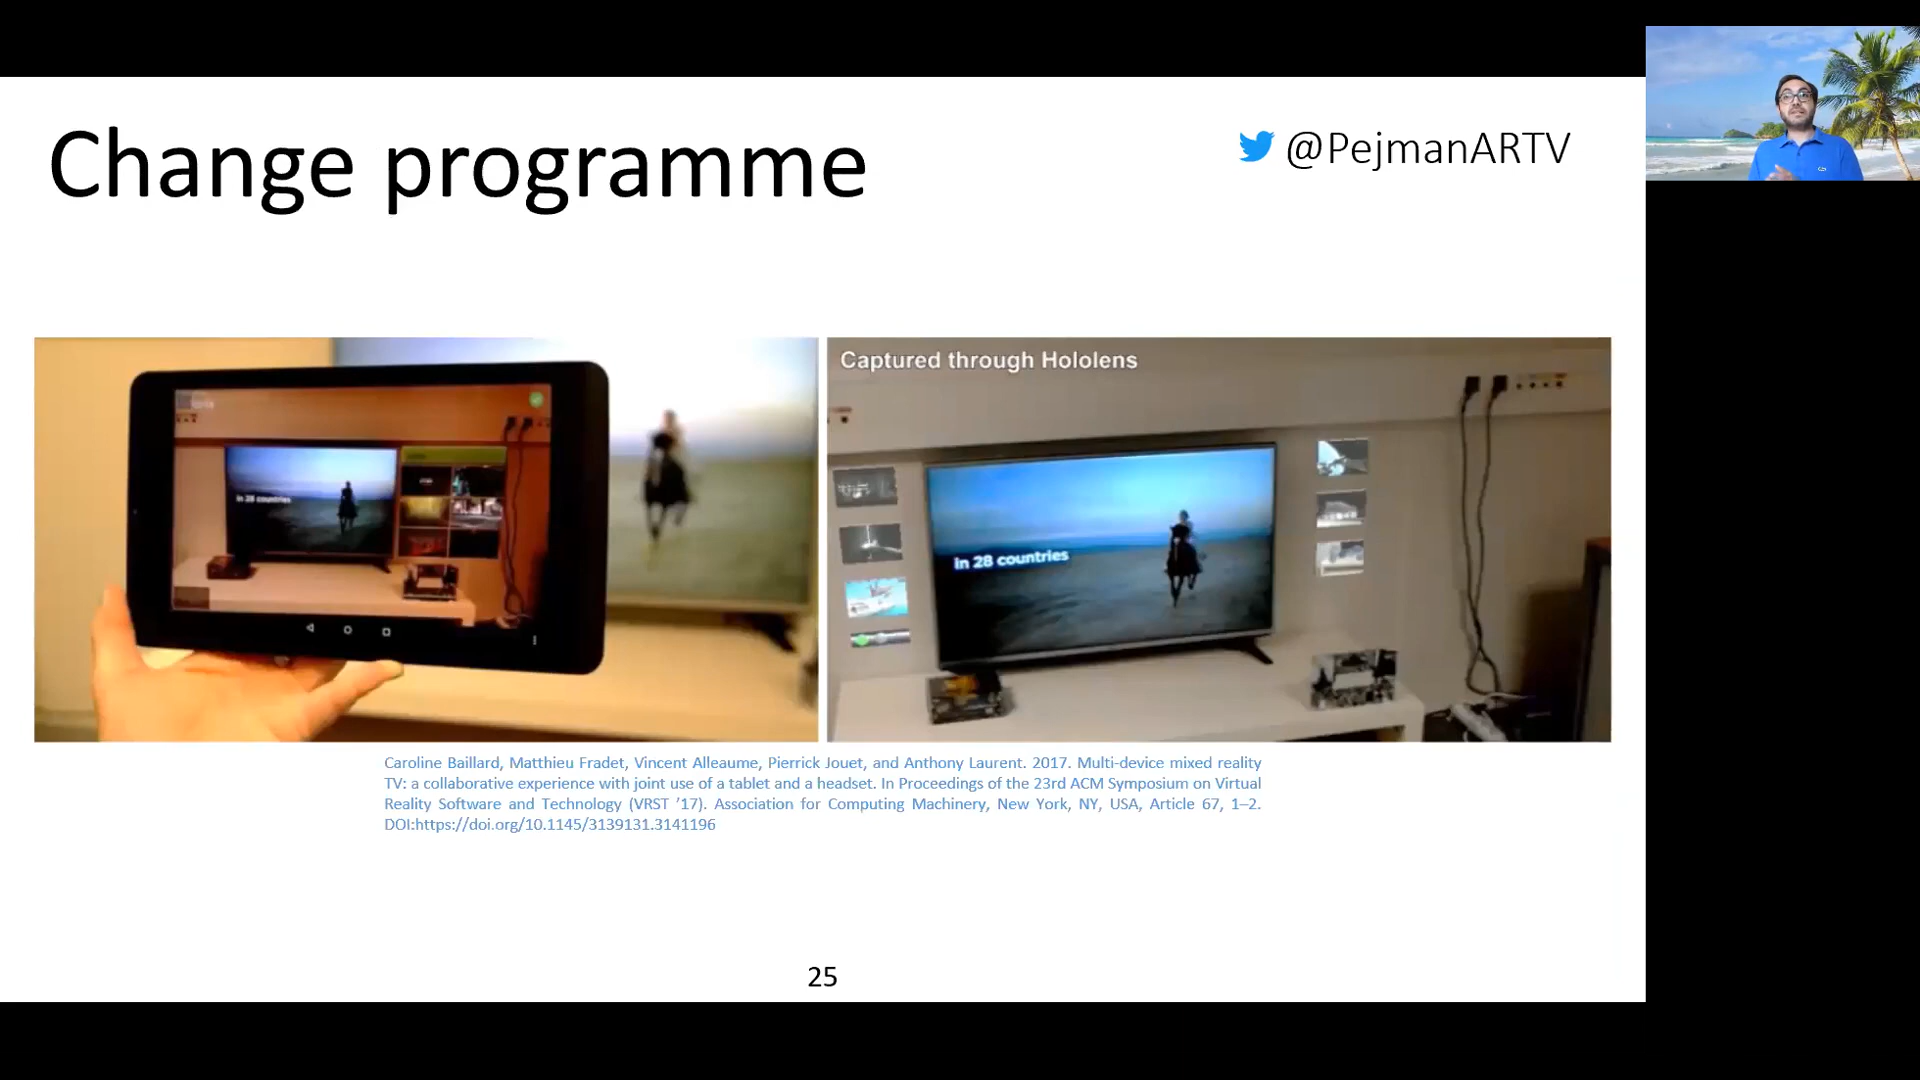 Change programme
@PejmanARTV
in 28 countries
Captured through Hololens
in 28 countries
Caroline Baillard, Matthieu Fradet, Vincent Alleaume, Pierrick Jouet, and Anthony Laurent. 2017. Multi-device mixed reality
TV: a collaborative experience with joint use of a tablet and a headset. In Proceedings of the 23rd ACM Symposium on Virtual
Reality Software and Technology (VRST ’17). Association for Computing Machinery, New York, NY, USA, Article 67, 1–2.
DOI:https://doi.org/10.1145/3139131.3141196
25